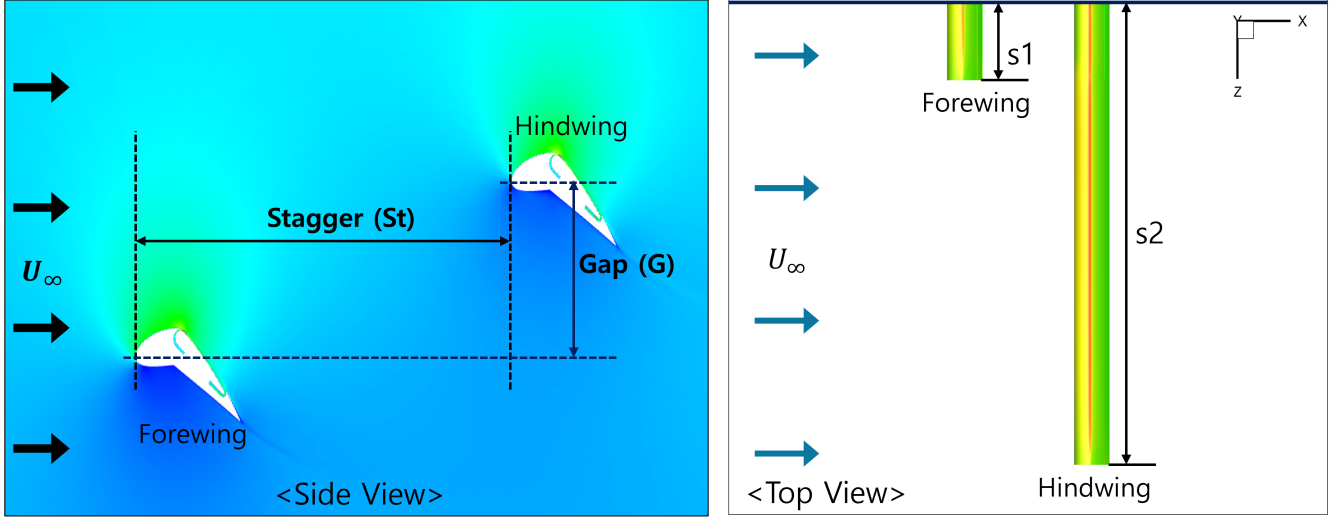 Hindwing
Stagger (St)
Gap (G)
U∞
Forewing
<Side View>
s1
Forewing
Y X
Z
s2
U∞
<Top View>
Hindwing